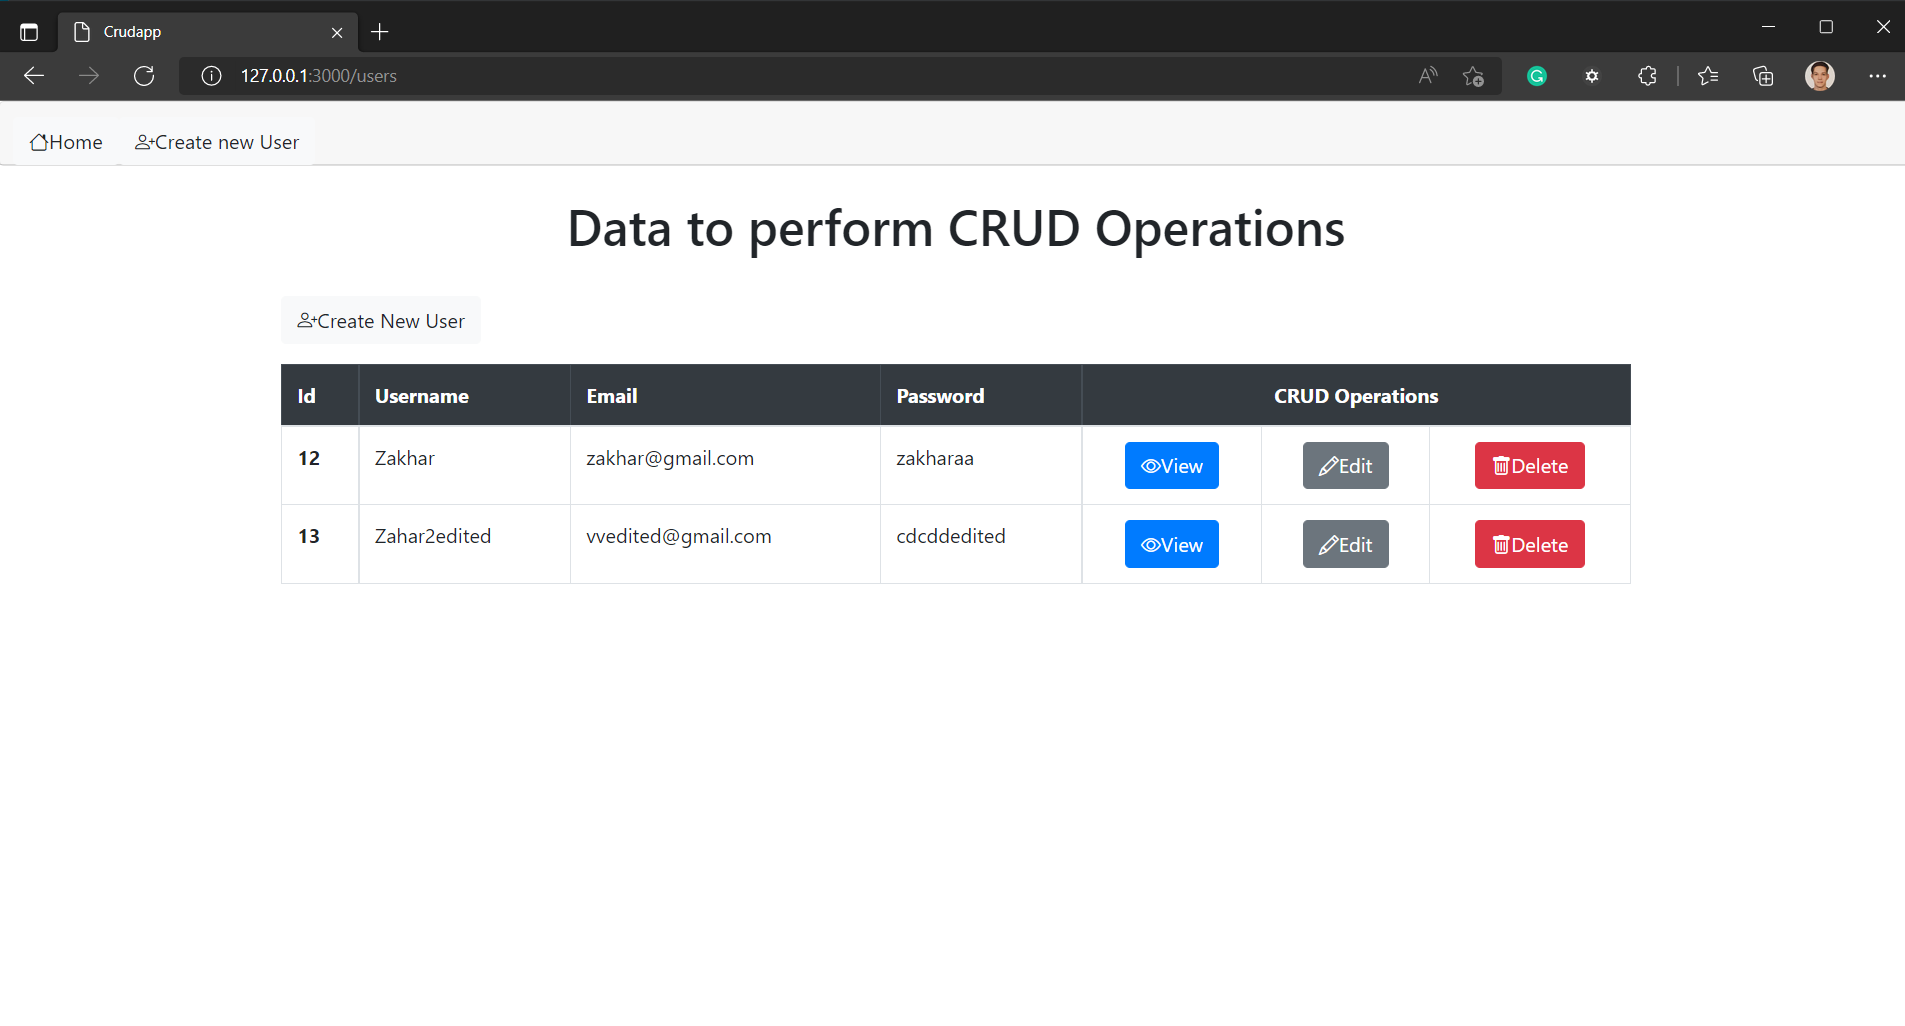 Crudapp
127.0.0.1:3000/users
Home Create new User
Data to perform CRUD Operations
Create New User
Id Username Email Password CRUD Operations
12 Zakhar zakhar@gmail.com zakharaa View Edit Delete
13 Zahar2edited vvedited@gmail.com cdcddedited View Edit Delete